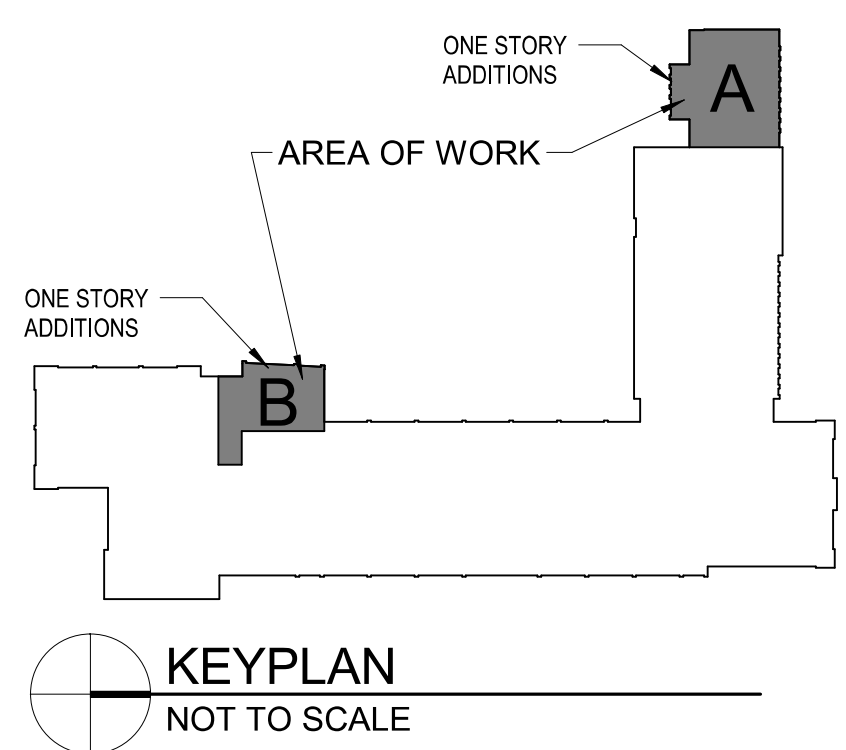 ONE STORY
ADDITIONS
A
AREA OF WORK
ONE STORY
ADDITIONS
B
KEYPLAN
NOT TO SCALE